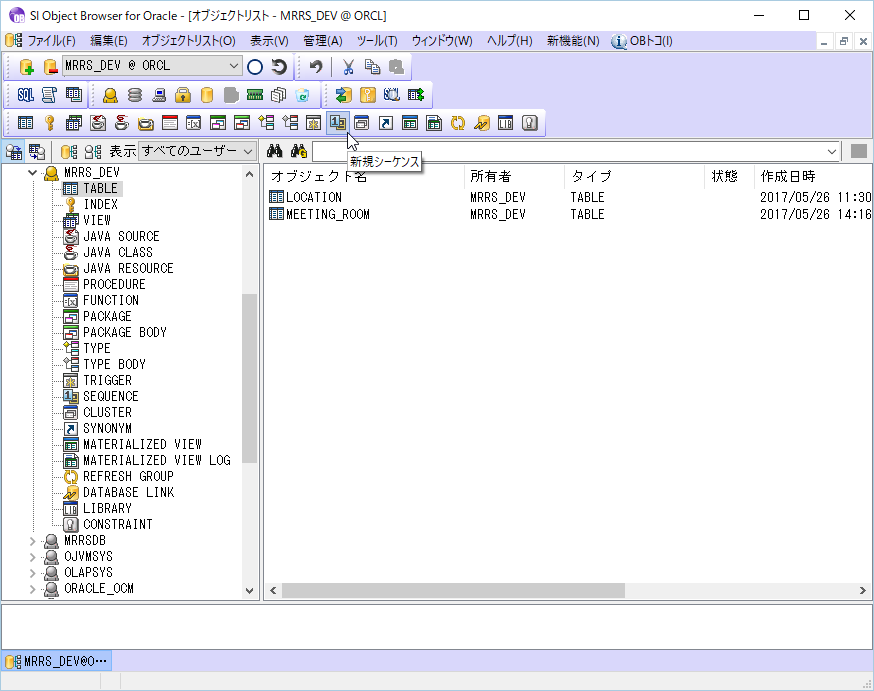 SI Object Browser for Oracle - [オブジェクトリスト - MRRS_DEV @ ORCL]
ファイル(F) 編集(E) オブジェクトリスト(O) 表示(V) 管理(A) ツール(T) ウィンドウ(W) ヘルプ(H) 新機能(N) OBトコ(I)
MRRS_DEV @ ORCL
SQL
表示 すべてのユーザー
新規シーケンス
オブジェクト名 所有者 タイプ 状態 作成日時
LOCATION MRRS_DEV TABLE 2017/05/26 11:30
MEETING_ROOM MRRS_DEV TABLE 2017/05/26 14:16
MRRS_DEV
TABLE
INDEX
VIEW
JAVA SOURCE
JAVA CLASS
JAVA RESOURCE
PROCEDURE
FUNCTION
PACKAGE
PACKAGE BODY
TYPE
TYPE BODY
TRIGGER
SEQUENCE
CLUSTER
SYNONYM
MATERIALIZED VIEW
MATERIALIZED VIEW LOG
REFRESH GROUP
DATABASE LINK
LIBRARY
CONSTRAINT
MRRSDB
OJVMSYS
OLAPSYS
ORACLE_OCM
MRRS_DEV@O…